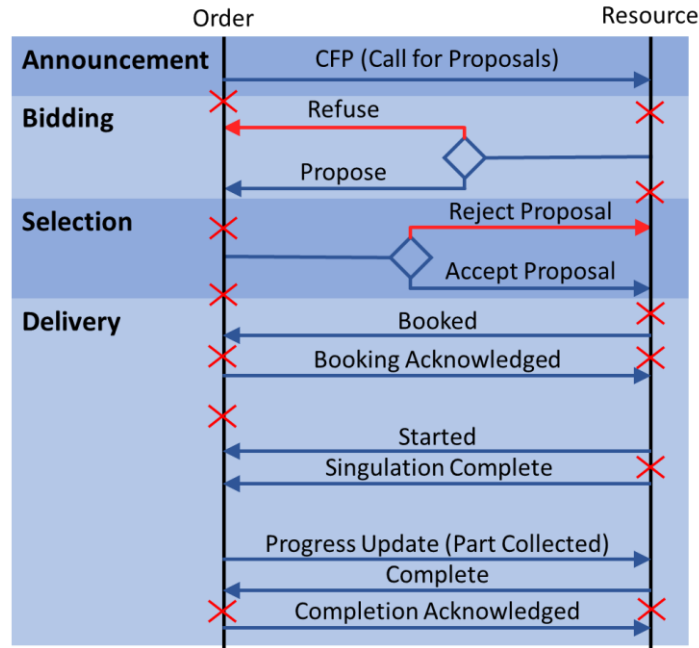 Order
Resource
Announcement
CFP (Call for Proposals)
Bidding
Refuse
Propose
Selection
Reject Proposal
Accept Proposal
Delivery
Booked
Booking Acknowledged
Started
Singulation Complete
Progress Update (Part Collected)
Complete
Completion Acknowledged